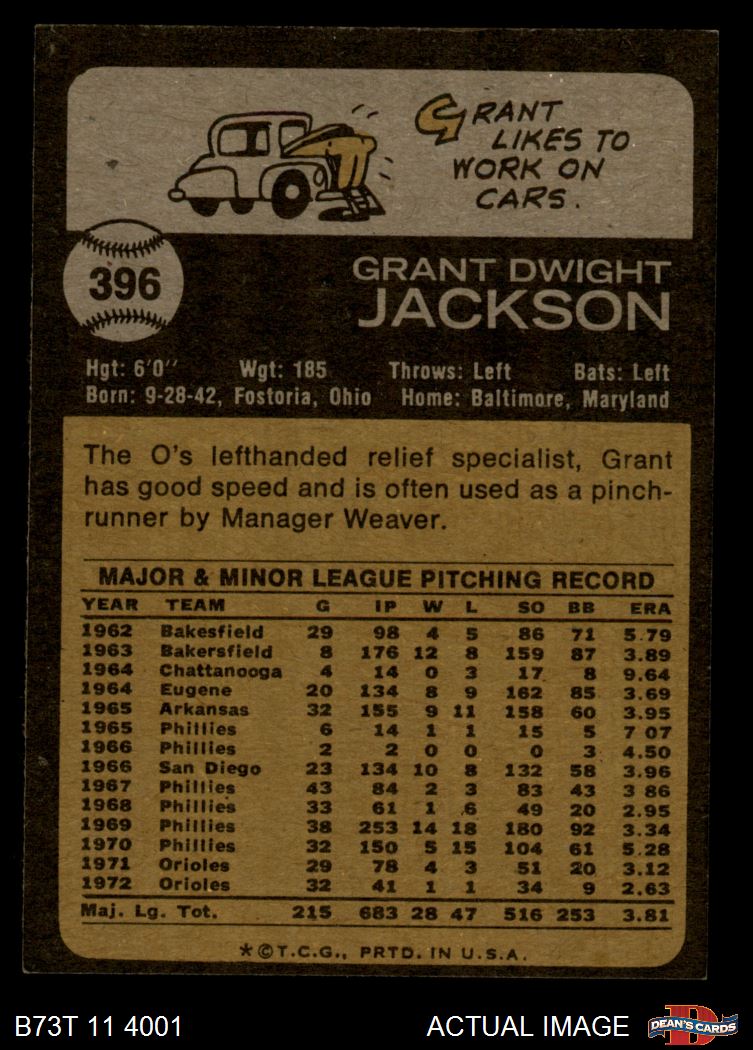 GRANT
LIKES TO
WORK ON
CARS.
396
GRANT DWIGHT
JACKSON
Hgt: 6'0" Wgt: 185 Throws: Left Bats: Left
Born: 9-28-42, Fostoria, Ohio Home: Baltimore, Maryland
The O's lefthanded relief specialist, Grant
has good speed and is often used as a pinch-
runner by Manager Weaver.
MAJOR & MINOR LEAGUE PITCHING RECORD
YEAR TEAM G IP W L SO BB ERA
1962 Bakesfield 29 98 4 5 86 71 5.79
1963 Bakersfield 8 176 12 8 159 87 3.89
1964 Chattanooga 4 14 0 3 17 8 9.64
1964 Eugene 20 134 8 9 162 85 3.69
1965 Arkansas 32 155 9 11 158 60 3.95
1965 Phillies 6 14 1 1 15 5 7 07
1966 Phillies 2 2 0 0 0 3 4.50
1966 San Diego 23 134 10 8 132 58 3.96
1967 Phillies 43 84 2 3 83 43 3 86
1968 Phillies 33 61 1 .6 49 20 2.95
1969 Phillies 38 253 14 18 180 92 3.34
1970 Phillies 32 150 5 15 104 61 5.28
1971 Orioles 29 78 4 3 51 20 3.12
1972 Orioles 32 41 1 1 34 9 2.63
Maj. Lg. Tot. 215 683 28 47 516 253 3.81
*©T.C.G., PRTD. IN U.S.A.
B73T 11 4001 ACTUAL IMAGE
D
DEAN'S CARDS